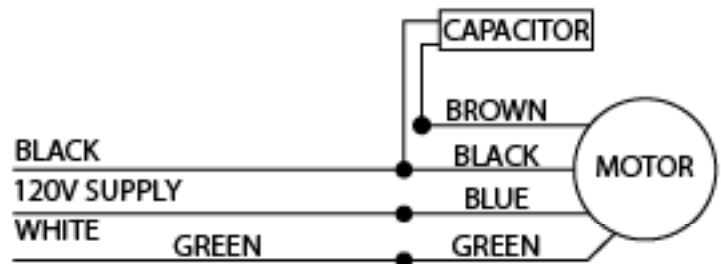 CAPACITOR
BROWN
BLACK
BLACK
MOTOR
120V SUPPLY
BLUE
WHITE
GREEN
GREEN